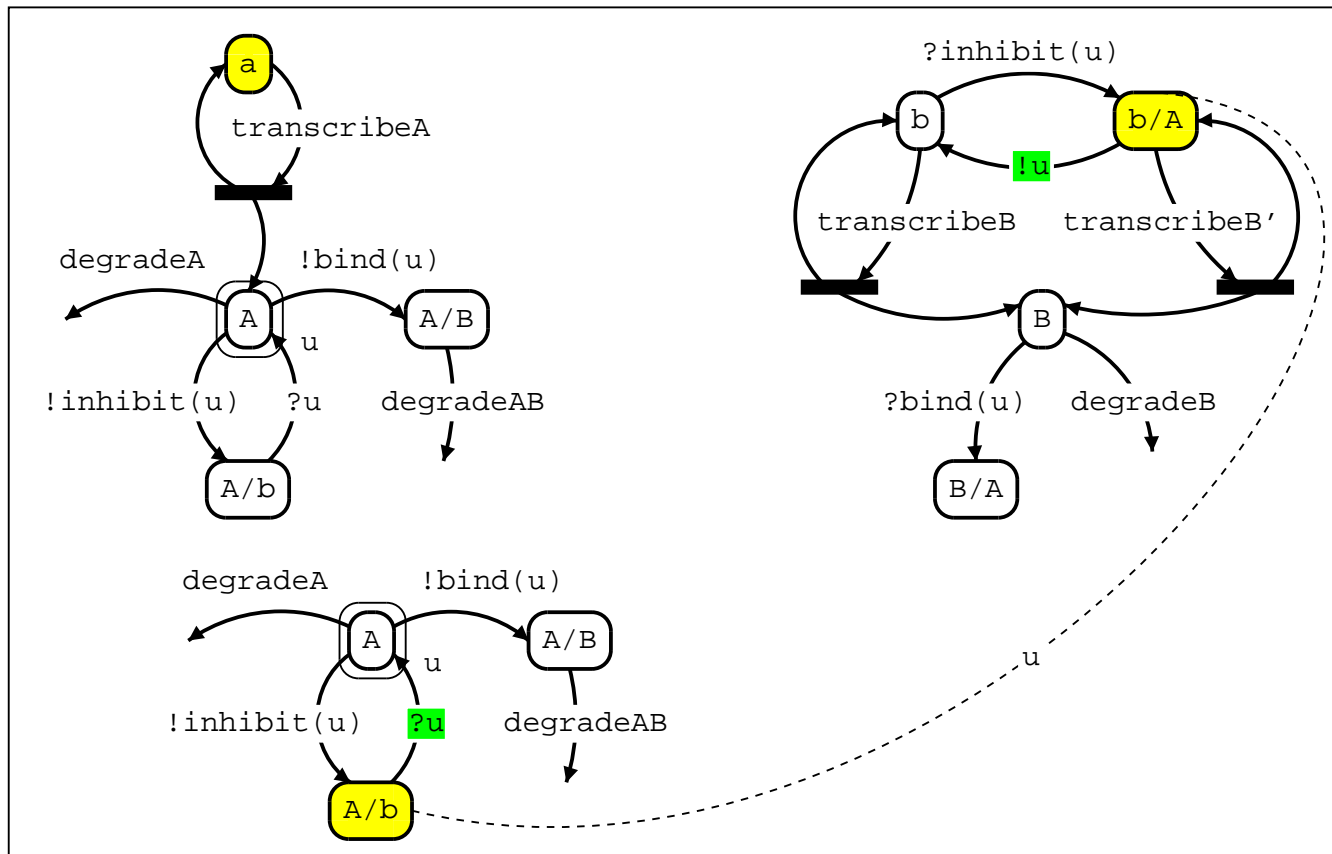 a
transcribeA
degradeA
!bind(u)
A
u
A/B
!inhibit(u)
?u
degradeAB
A/b
?inhibit(u)
b
b/A
!u
transcribeB
transcribeB’
B
?bind(u)
degradeB
B/A
degradeA
!bind(u)
A
u
A/B
!inhibit(u)
?u
degradeAB
A/b
u